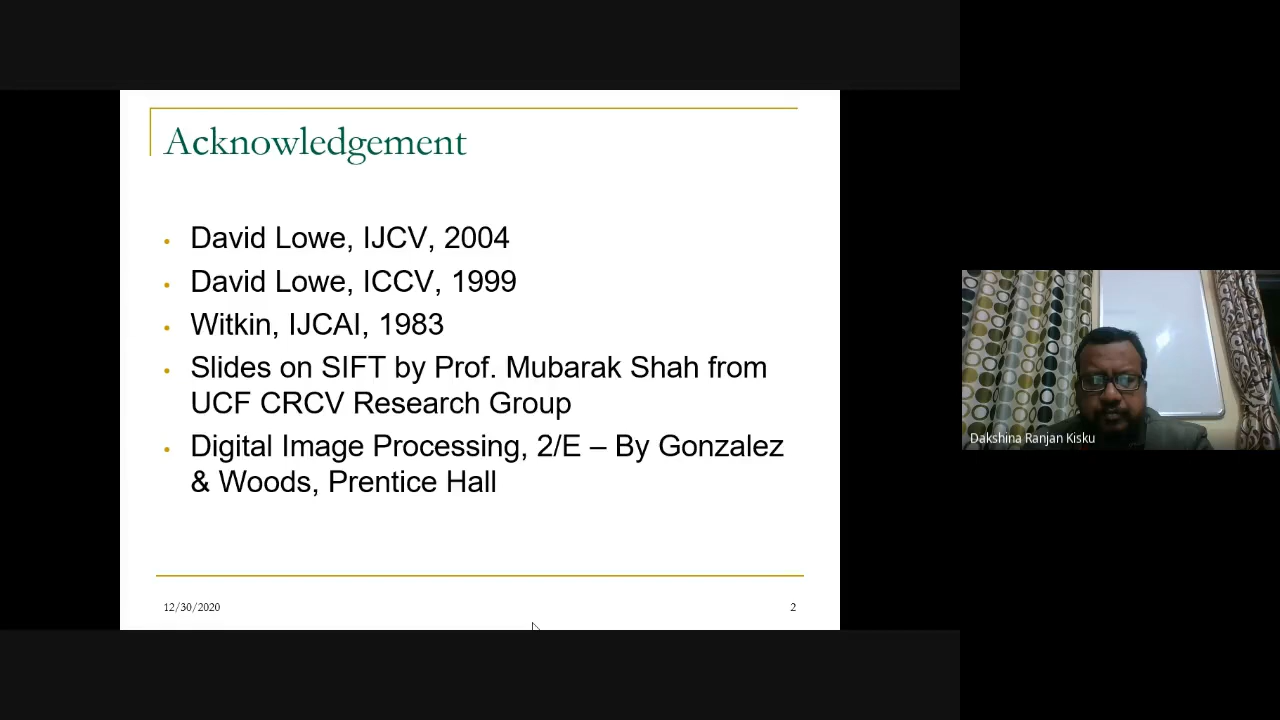 Acknowledgement
• David Lowe, IJCV, 2004
• David Lowe, ICCV, 1999
• Witkin, IJCAI, 1983
• Slides on SIFT by Prof. Mubarak Shah from
UCF CRCV Research Group
• Digital Image Processing, 2/E – By Gonzalez
& Woods, Prentice Hall
12/30/2020
2
Dakshina Ranjan Kisku